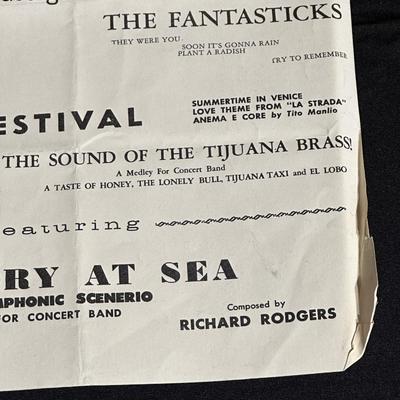 THE FANTASTICKS
THEY WERE YOU,
SOON IT'S GONNA RAIN
PLANT A RADISH
TRY TO REMEMBER
ESTIVAL
SUMMERTIME IN VENICE
LOVE THEME FROM "LA STRADA"
ANEMA E CORE by Tito Manlio
THE SOUND OF THE TIJUANA BRASS!
A Medley For Concert Band
A TASTE OF HONEY, THE LONELY BULL, TIJUANA TAXI and EL LOBO
eaturing
RY AT SEA
MPHONIC SCENERIO
FOR CONCERT BAND
Composed by
RICHARD RODGERS